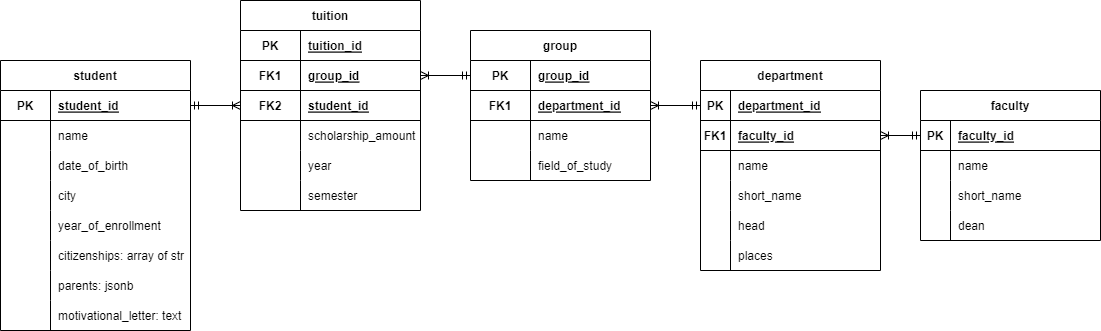 student
PK student_id
name
date_of_birth
city
year_of_enrollment
citizenships: array of str
parents: jsonb
motivational_letter: text
tuition
PK tuition_id
FK1 group_id
FK2 student_id
scholarship_amount
year
semester
group
PK group_id
FK1 department_id
name
field_of_study
department
PK department_id
FK1 faculty_id
name
short_name
head
places
faculty
PK faculty_id
name
short_name
dean